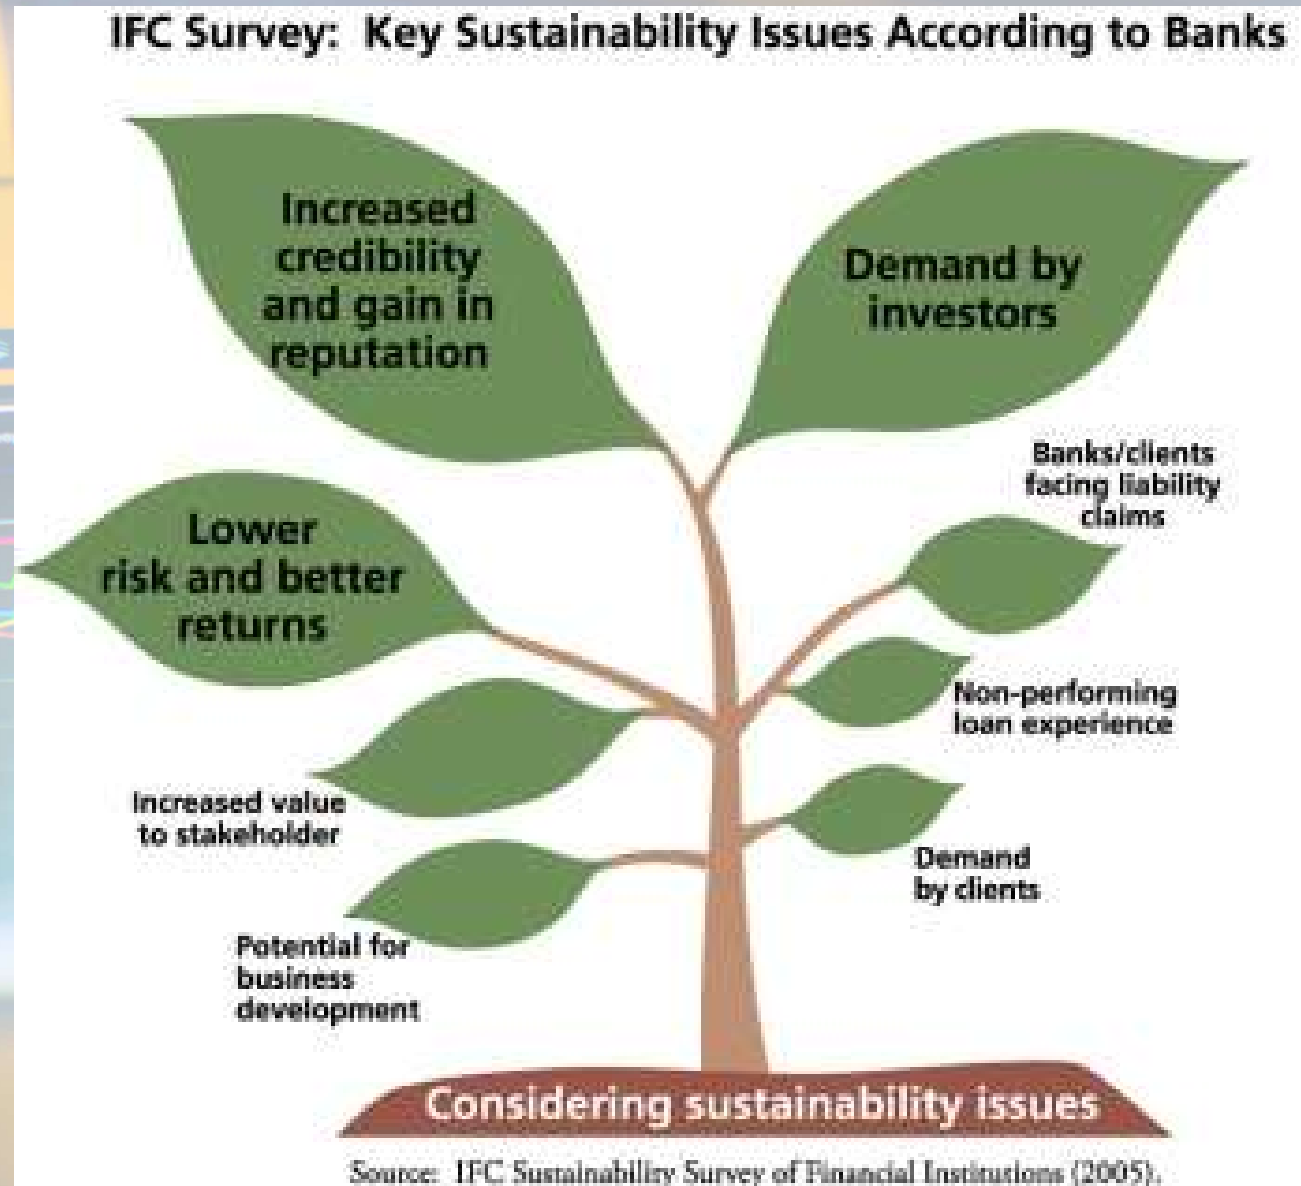 IFC Survey: Key Sustainability Issues According to Banks
Increased
credibility
and gain in
reputation
Demand by
investors
Banks/clients
facing liability
claims
Lower
risk and better
returns
Non-performing
loan experience
Increased value
to stakeholder
Demand
by clients
Potential for
business
development
Considering sustainability issues
Source: IFC Sustainability Survey of Financial Institutions (2005).